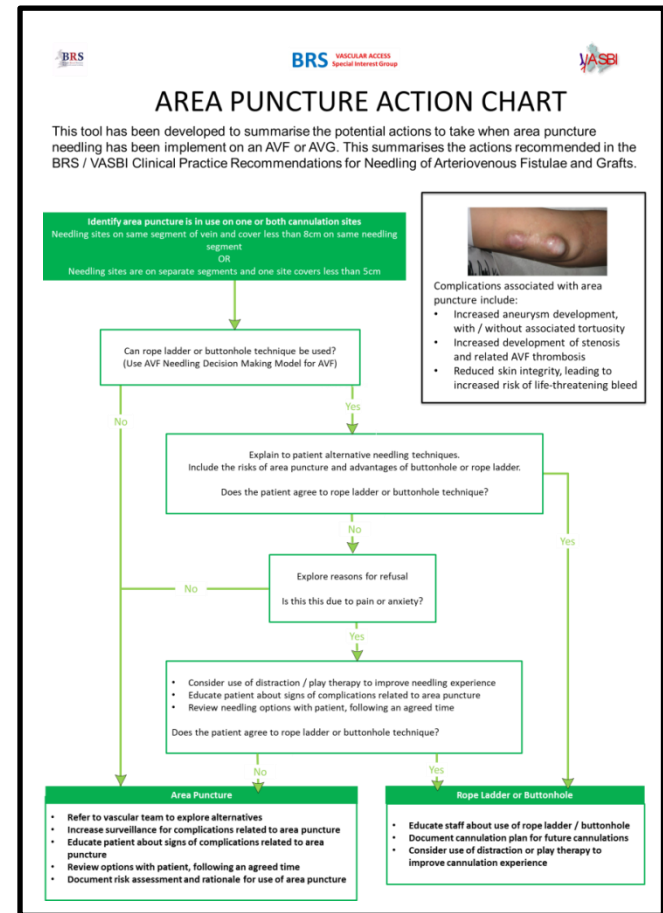 BRS
BRS VASCULAR ACCESS
Special Interest Group
VASBI
AREA PUNCTURE ACTION CHART
This tool has been developed to summarise the potential actions to take when area puncture
needling has been implement on an AVF or AVG. This summarises the actions recommended in the
BRS / VASBI Clinical Practice Recommendations for Needling of Arteriovenous Fistulae and Grafts.
Identify area puncture is in use on one or both cannulation sites
Needling sites on same segment of vein and cover less than 8cm on same needling
segment
OR
Needling sites are on separate segments and one site covers less than 5cm
Complications associated with area
puncture include:
• Increased aneurysm development,
with / without associated tortuosity
• Increased development of stenosis
and related AVF thrombosis
• Reduced skin integrity, leading to
increased risk of life-threatening bleed
Can rope ladder or buttonhole technique be used?
(Use AVF Needling Decision Making Model for AVF)
No
Yes
Explain to patient alternative needling techniques.
Include the risks of area puncture and advantages of buttonhole or rope ladder.
Does the patient agree to rope ladder or buttonhole technique?
No
Yes
Explore reasons for refusal
Is this this due to pain or anxiety?
No
Yes
• Consider use of distraction / play therapy to improve needling experience
• Educate patient about signs of complications related to area puncture
• Review needling options with patient, following an agreed time
Does the patient agree to rope ladder or buttonhole technique?
No
Yes
Area Puncture
• Refer to vascular team to explore alternatives
• Increase surveillance for complications related to area puncture
• Educate patient about signs of complications related to area
puncture
• Review options with patient, following an agreed time
• Document risk assessment and rationale for use of area puncture
Rope Ladder or Buttonhole
• Educate staff about use of rope ladder / buttonhole
• Document cannulation plan for future cannulations
• Consider use of distraction or play therapy to
improve cannulation experience